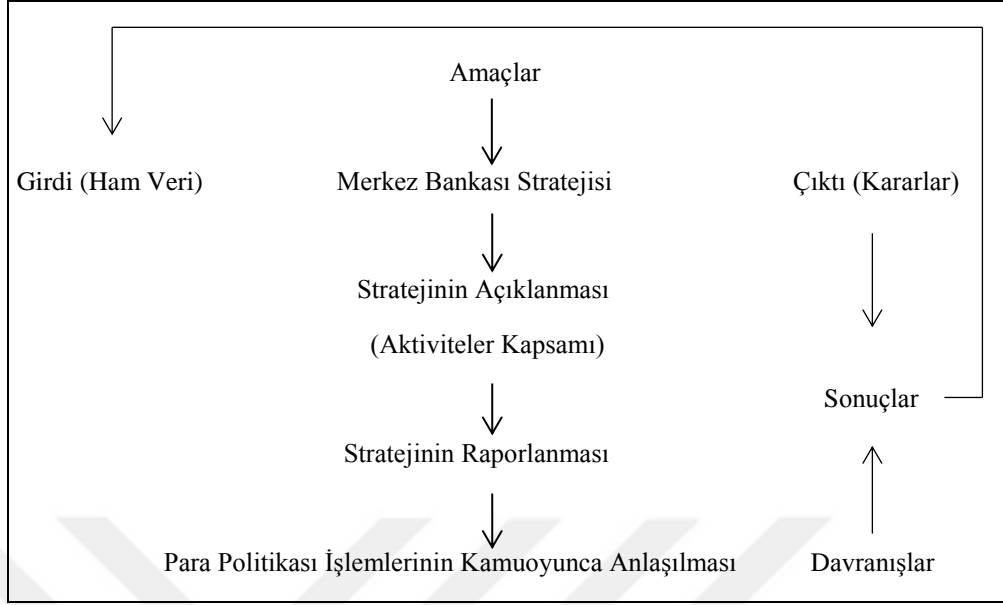 Amaçlar
Girdi (Ham Veri)
Merkez Bankası Stratejisi
Çıktı (Kararlar)
Stratejinin Açıklanması
(Aktiviteler Kapsamı)
Sonuçlar
Stratejinin Raporlanması
Para Politikası İşlemlerinin Kamuoyunca Anlaşılması
Davranışlar